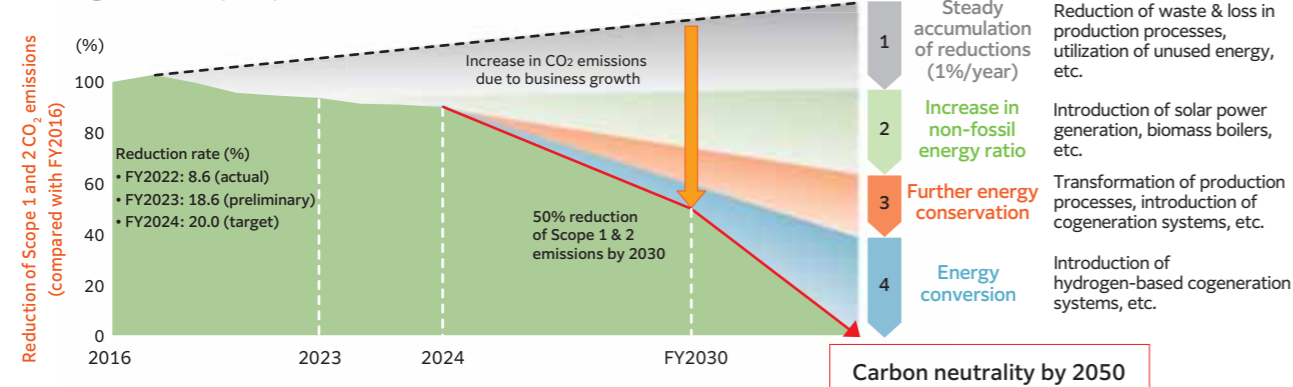 Reduction of Scope 1 and 2 CO2 emissions
(compared with FY2016)
(%)
100
80
60
40
20
0
2016
2023
2024
FY2030
Increase in CO2 emissions
due to business growth
Reduction rate (%)
• FY2022: 8.6 (actual)
• FY2023: 18.6 (preliminary)
• FY2024: 20.0 (target)
50% reduction
of Scope 1 & 2
emissions by 2030
1
Steady
accumulation
of reductions
(1%/year)
Reduction of waste & loss in
production processes,
utilization of unused energy,
etc.
2
Increase in
non-fossil
energy ratio
Introduction of solar power
generation, biomass boilers,
etc.
3
Further energy
conservation
Transformation of production
processes, introduction of
cogeneration systems, etc.
4
Energy
conversion
Introduction of
hydrogen-based cogeneration
systems, etc.
Carbon neutrality by 2050